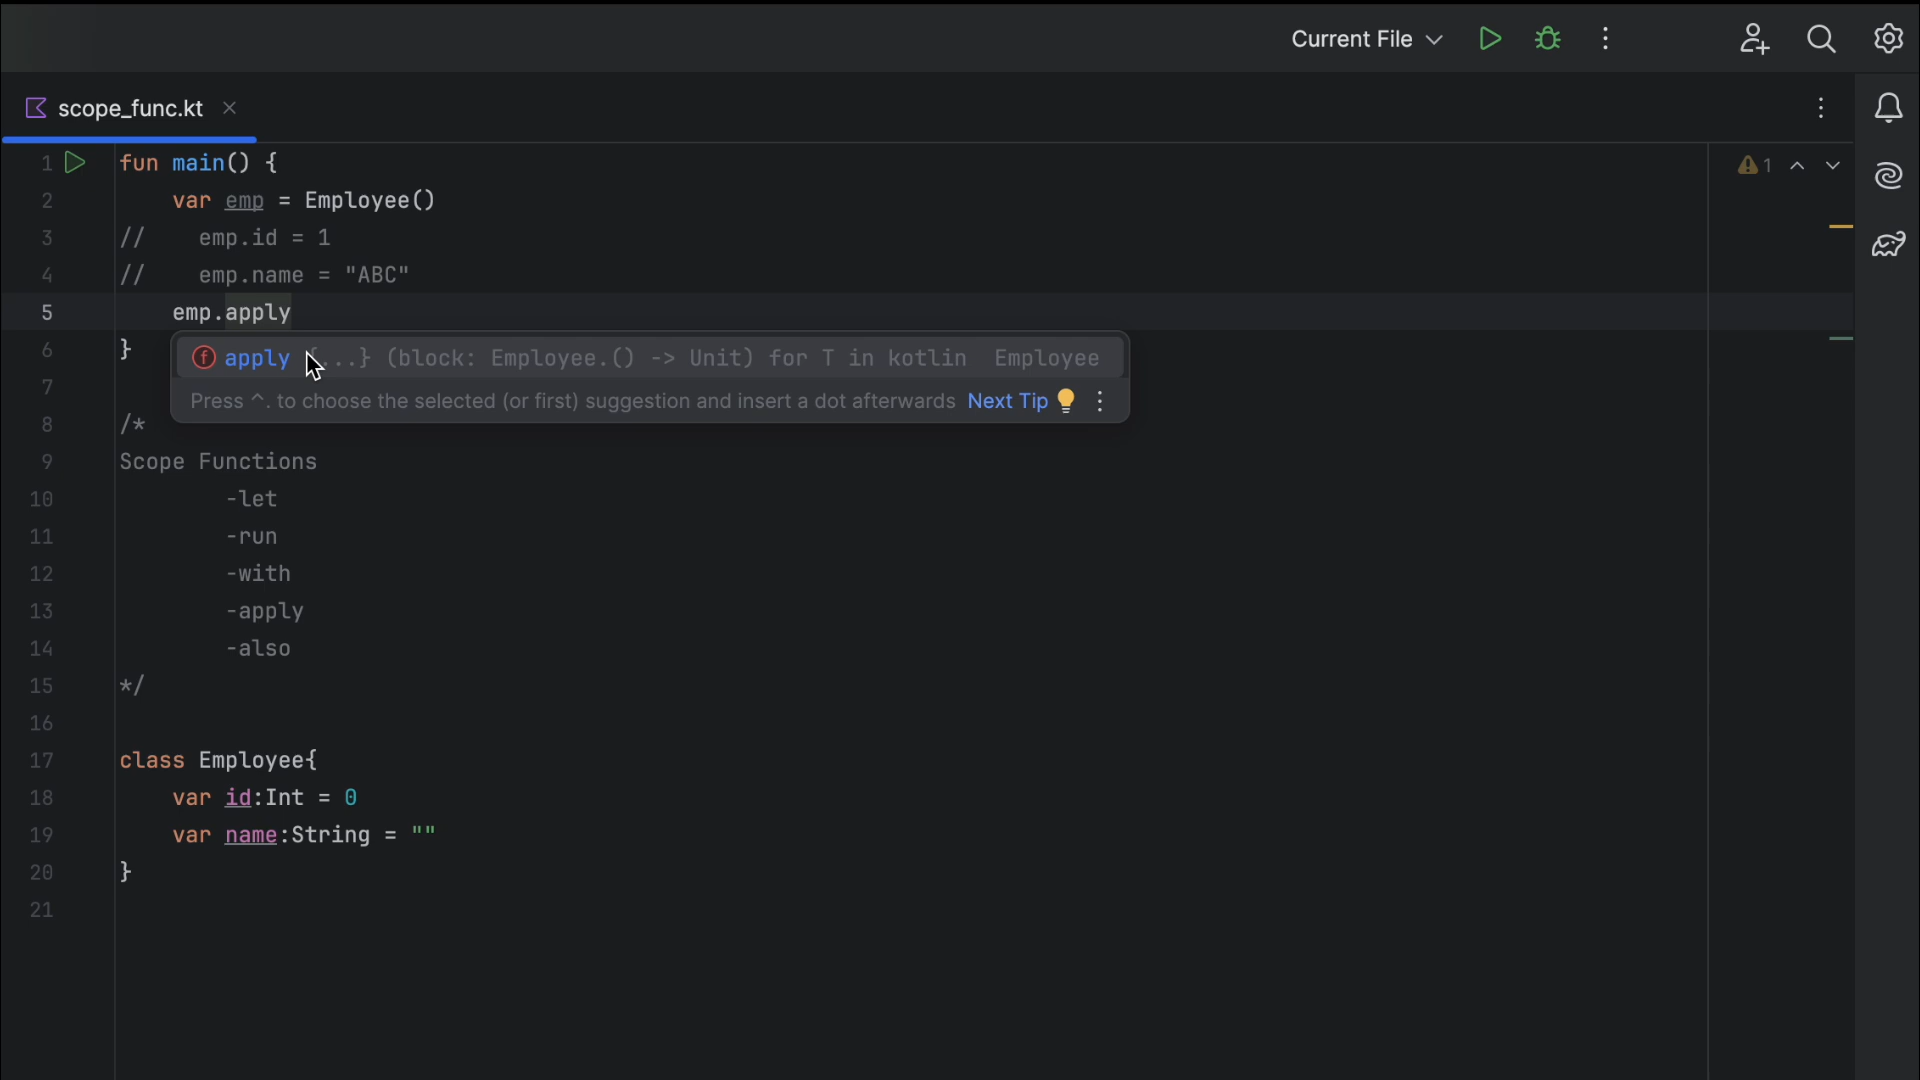 Current File
scope_func.kt
1 fun main() {
2 var emp = Employee()
3 // emp.id = 1
4 // emp.name = "ABC"
5 emp.apply
6 }
apply {...} (block: Employee.() -> Unit) for T in kotlin Employee
Press ^. to choose the selected (or first) suggestion and insert a dot afterwards Next Tip
7
8 /*
9 Scope Functions
10 -let
11 -run
12 -with
13 -apply
14 -also
15 */
16
17 class Employee{
18 var id:Int = 0
19 var name:String = ""
20 }
21
1